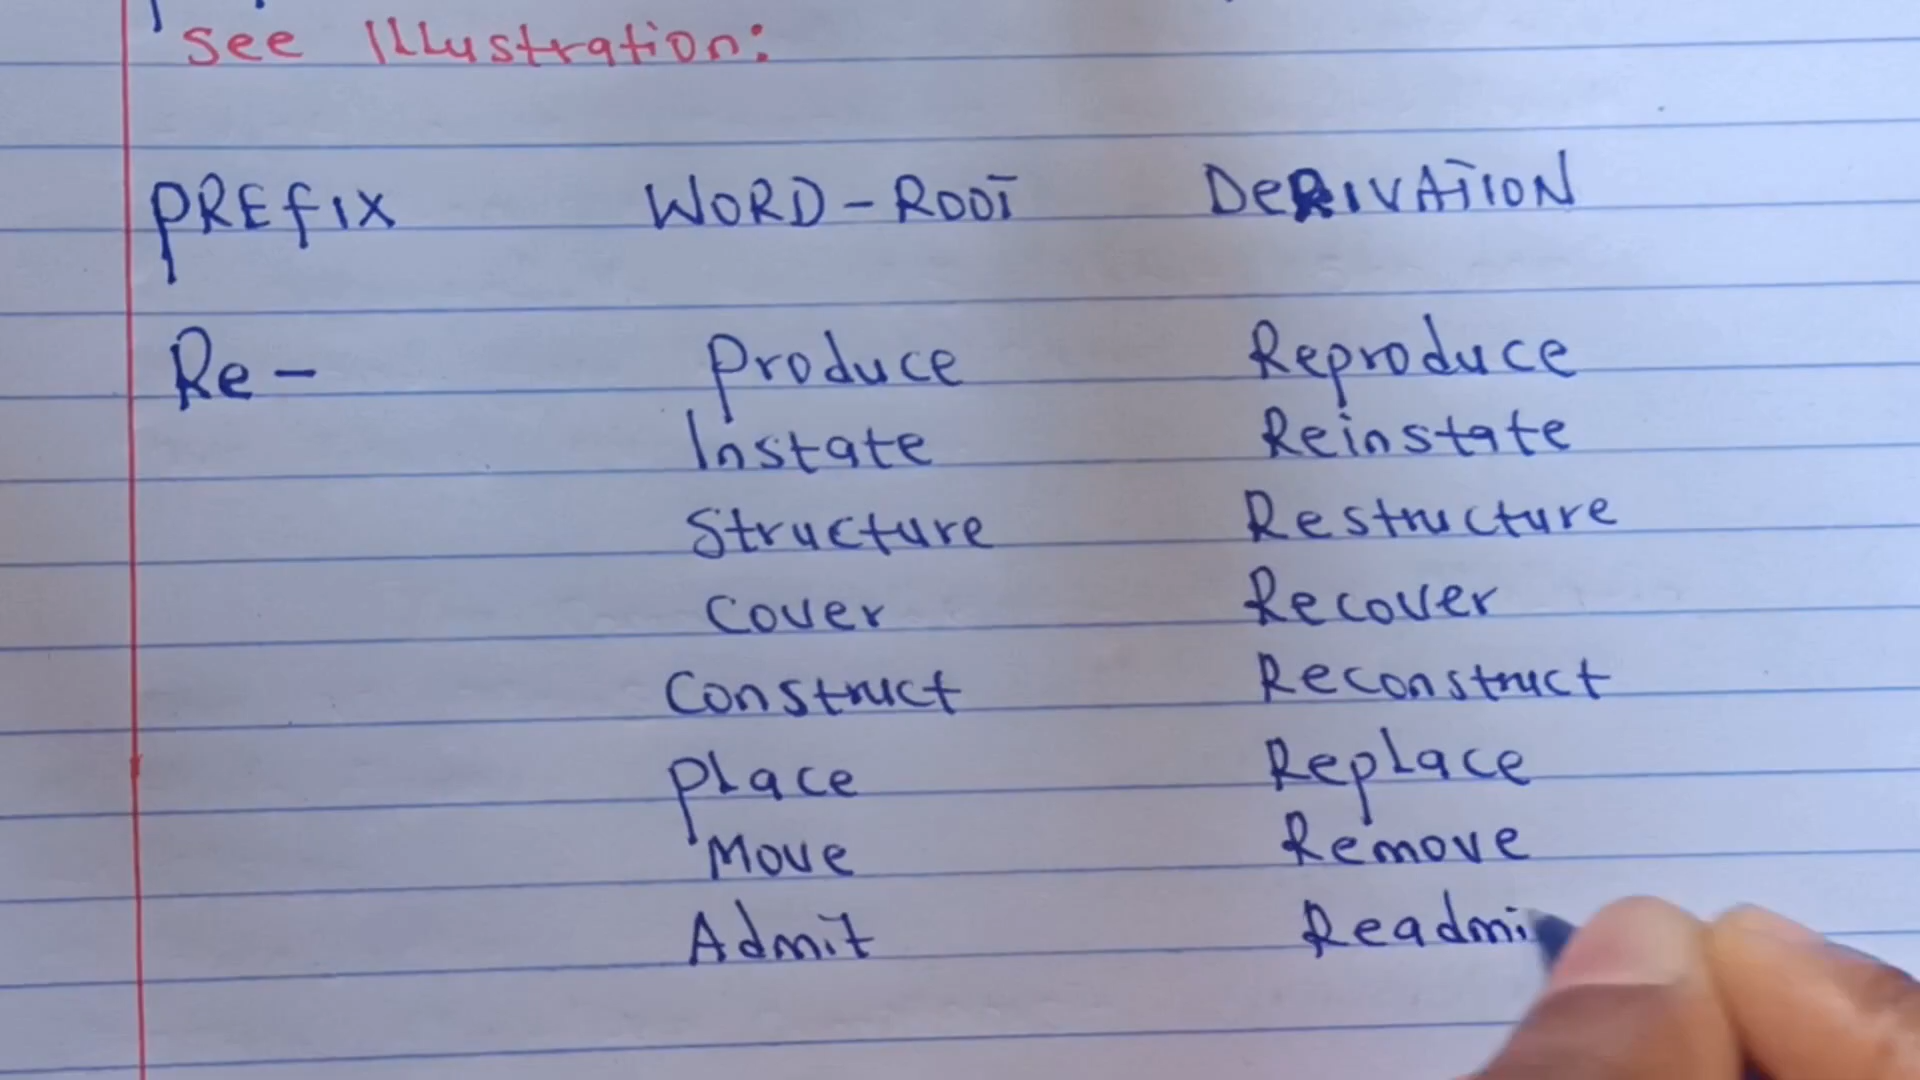 See Illustration:
PREfIX WORD-ROOT DeRIVATION
Re- Produce Reproduce
Instate Reinstate
Structure Restructure
Cover Recover
Construct Reconstruct
Place Replace
Move Remove
Admit Readmi